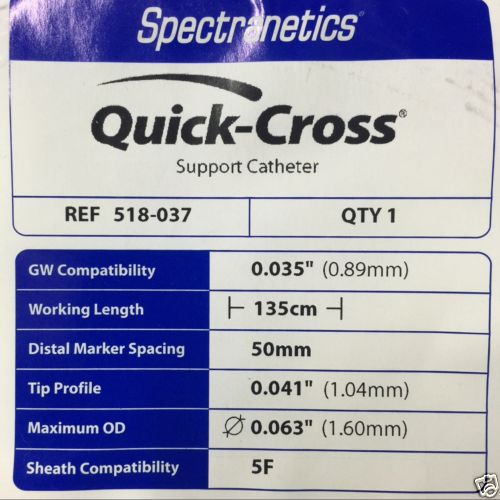 Spectranetics®
Quick-Cross®
Support Catheter
REF 518-037 QTY 1
GW Compatibility 0.035" (0.89mm)
Working Length 135cm
Distal Marker Spacing 50mm
Tip Profile 0.041" (1.04mm)
Maximum OD Ø 0.063" (1.60mm)
Sheath Compatibility 5F